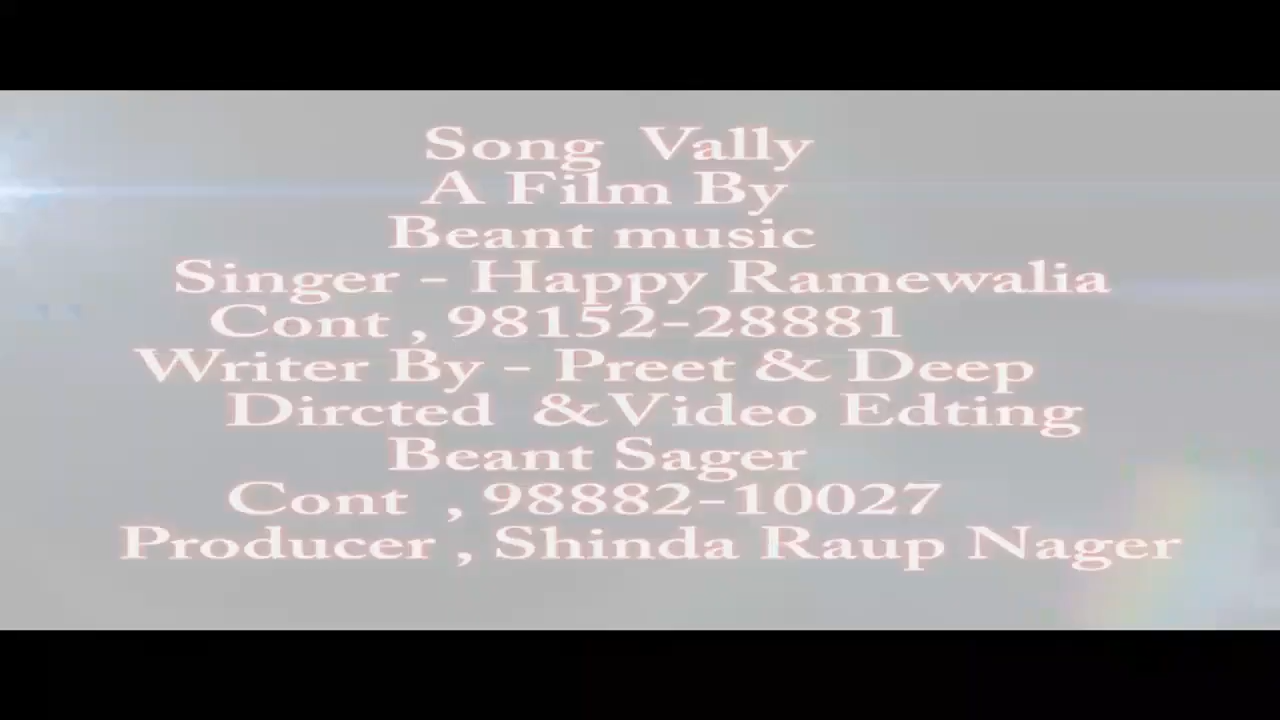 Song Vally
A Film By
Beant music
Singer - Happy Ramewalia
Cont , 98152-28881
Writer By - Preet & Deep
Dircted &Video Edting
Beant Sager
Cont , 98882-10027
Producer , Shinda Raup Nager